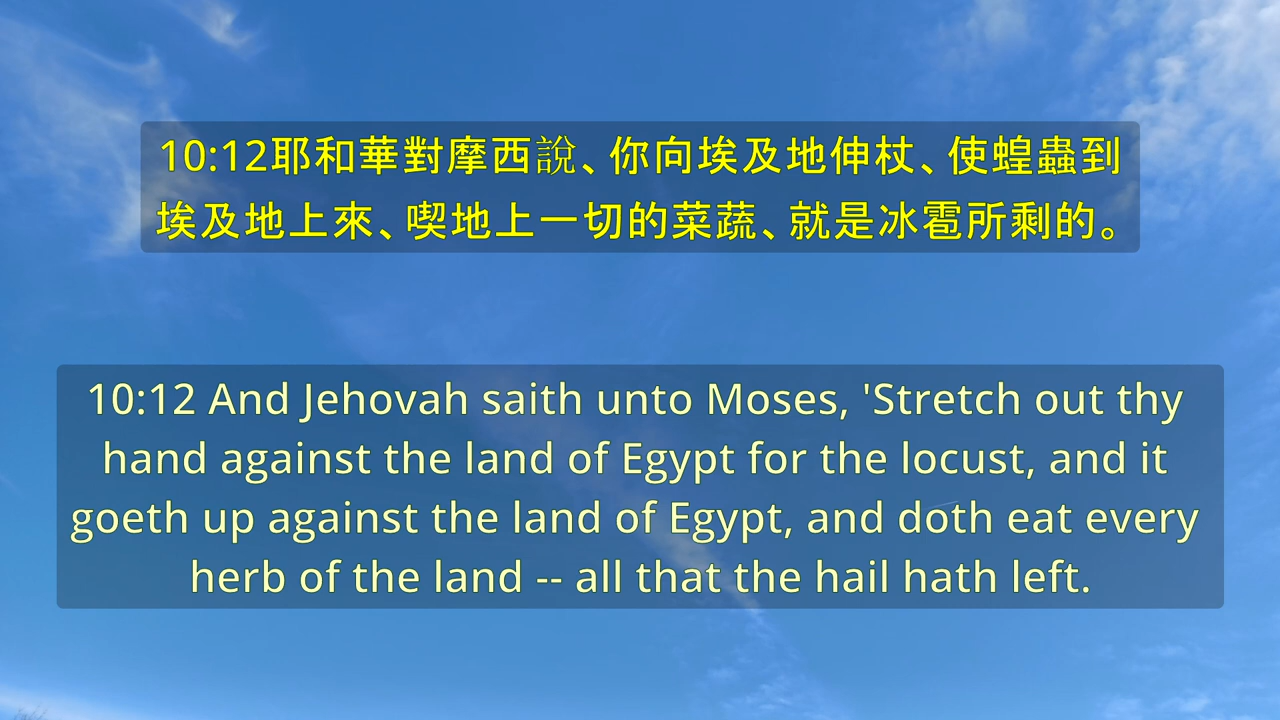 10:12耶和華對摩西說、你向埃及地伸杖、使蝗蟲到
埃及地上來、喫地上一切的菜蔬、就是冰雹所剩的。
10:12 And Jehovah saith unto Moses, 'Stretch out thy
hand against the land of Egypt for the locust, and it
goeth up against the land of Egypt, and doth eat every
herb of the land -- all that the hail hath left.